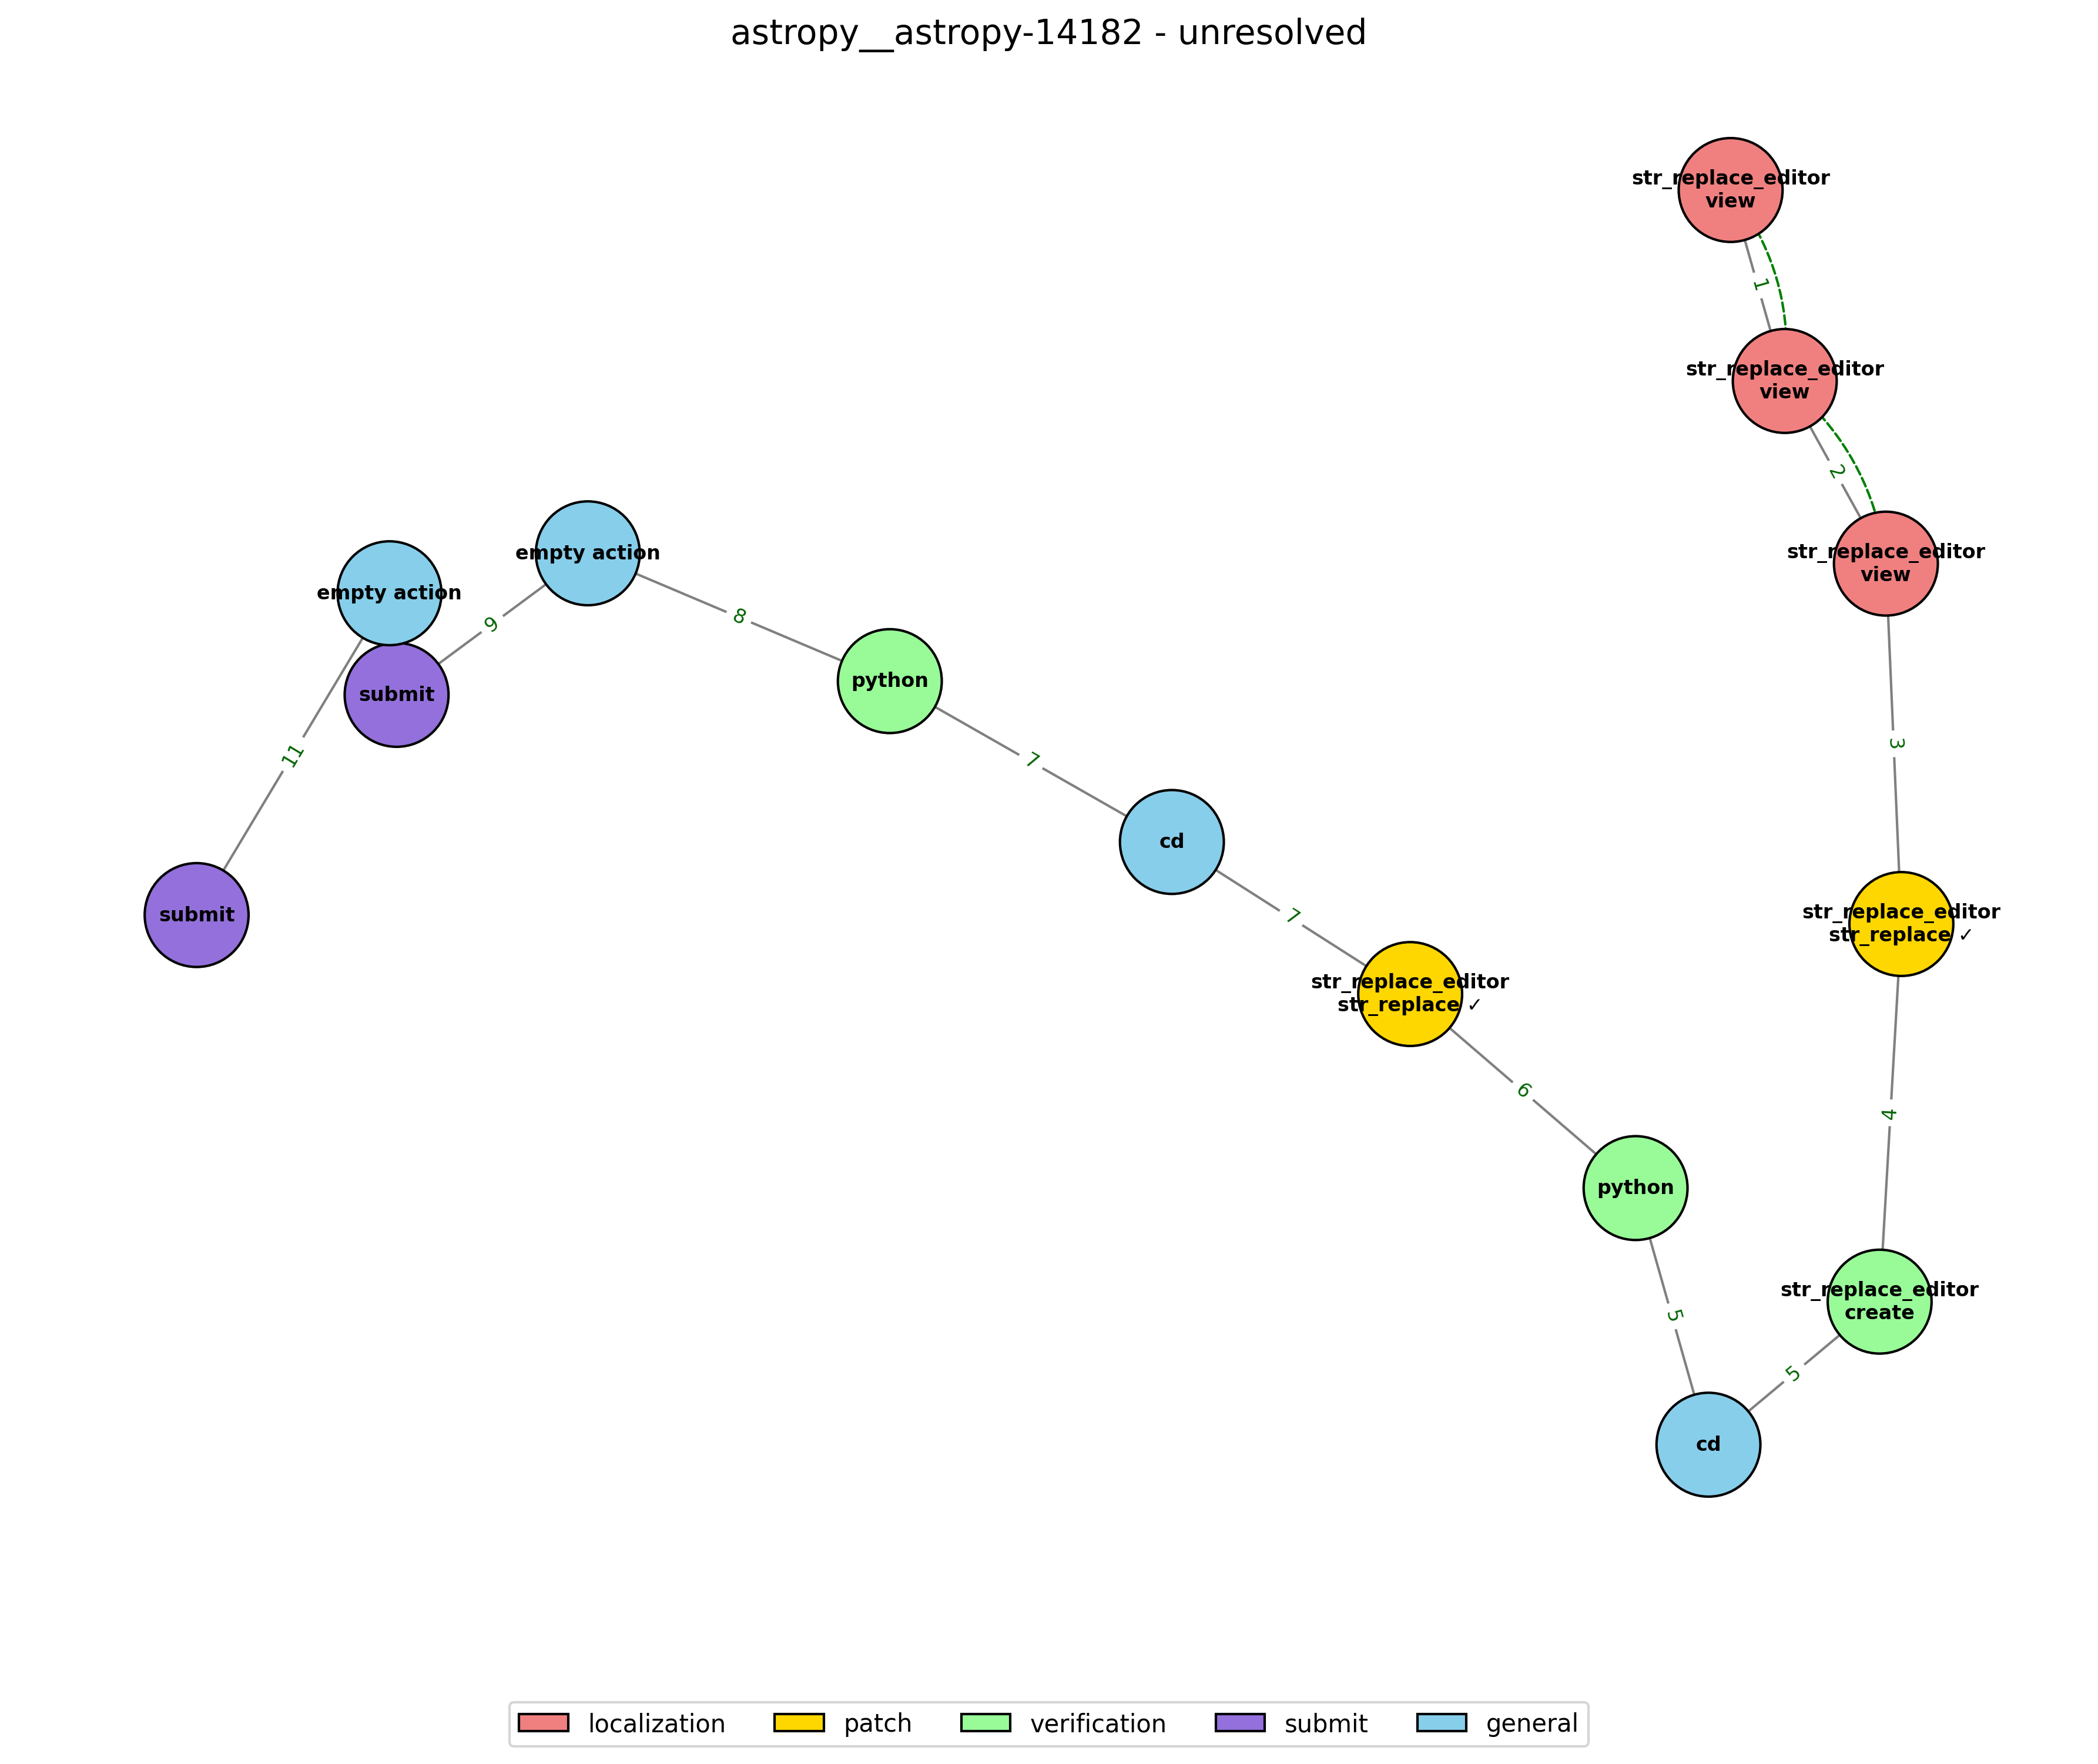 astropy__astropy-14182 - unresolved
str_replace_editor
view
1
str_replace_editor
view
2
str_replace_editor
view
3
str_replace_editor
str_replace ✓
4
str_replace_editor
create
5
cd
5
python
6
str_replace_editor
str_replace ✓
7
cd
7
python
8
empty action
9
submit
empty action
11
submit
localization
patch
verification
submit
general